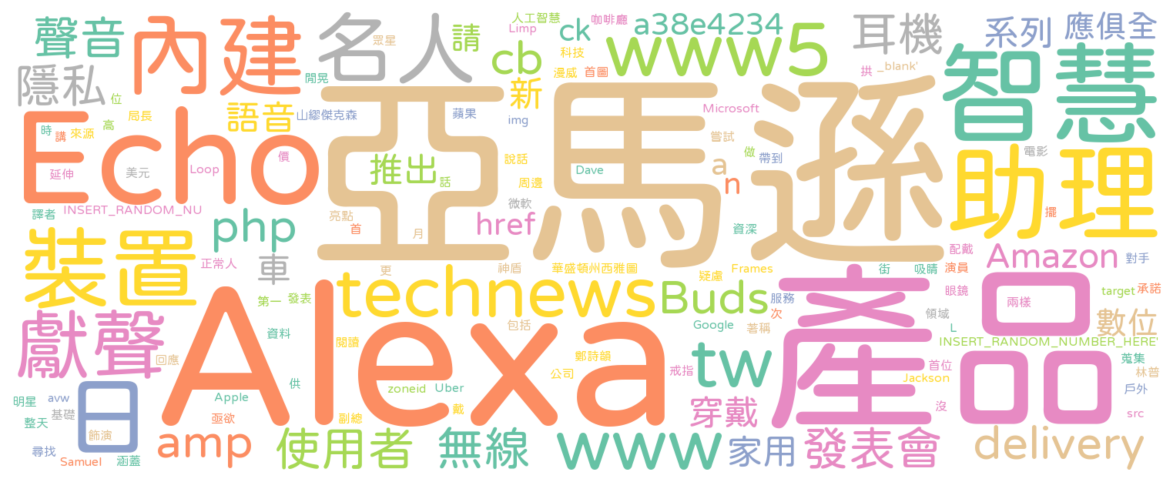 聲音
內建
名人
眾星
人工智慧
Limp
咖啡廳
請
ck
a38e4234
cb
科技
www5
耳機
系列
應俱全
隱私
位
閒晃
語音
山繆傑克森
蘋果
新
漫威
首圖
img
拱
_blank'
智慧
Microsoft
局長
高
來源
時
講
Echo
亞馬遜
推出
話
說話
周邊
Dave
嘗試
a
n
做
帶到
電影
助理
擺
延伸
美元
Loop
價
譯者
INSERT_RANDOM_NU
php
亮點
首
月
微軟
href
資深
裝置
正常人
車
更
神盾
華盛頓州西雅圖
疑慮
Frames
街
吸睛
配戴
演員
Amazon
對手
第一
發表
technews
Buds
服務
次
眼鏡
兩樣
target
承諾
產品
獻聲
資料
Alexa
包括
Google
著稱
領域
L
數位
INSERT_RANDOM_NUMBER_HERE'
回應
閱讀
鄭詩韻
公司
戒指
tw
首位
Jackson
蒐集
林普
日
供
zoneid
Uber
戴
沒
戶外
明星
avw
基礎
整天
Apple
亟欲
副總
穿戴
src
飾演
尋找
Samuel
涵蓋
amp
使用者
無線
www
家用
發表會
delivery